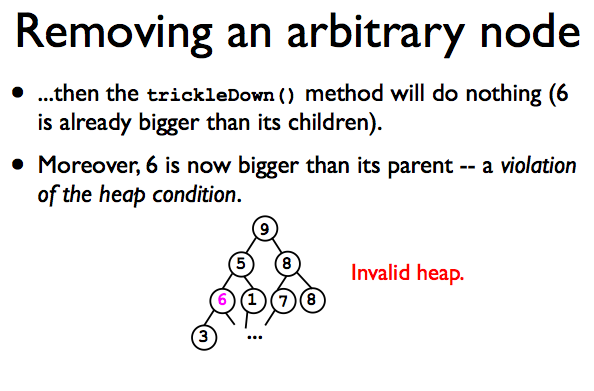 Removing an arbitrary node
• ...then the trickleDown() method will do nothing (6
is already bigger than its children).
• Moreover, 6 is now bigger than its parent -- a violation
of the heap condition.
9
5 8
Invalid heap.
6 1 7 8
3 ...